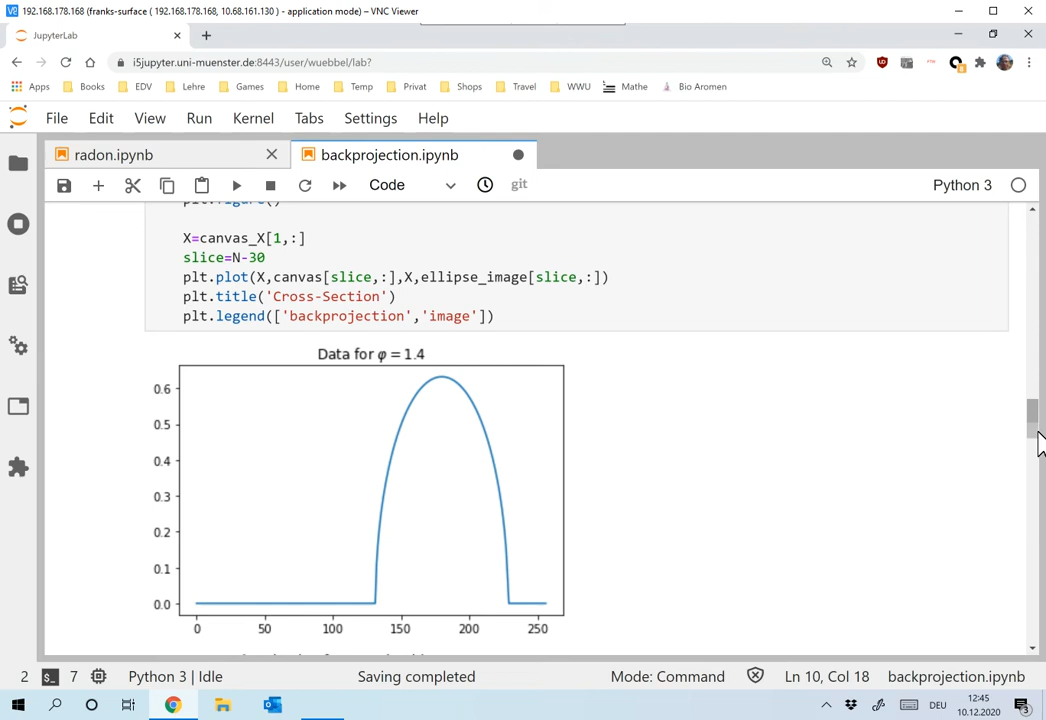 192.168.178.168 (franks-surface ( 192.168.178.168, 10.68.161.130 ) - application mode) – VNC Viewer
JupyterLab
i5jupyter.uni-muenster.de:8443/user/wuebbel/lab?
Apps Books EDV Lehre Games Home Temp Privat Shops Travel WWU Mathe Bio Aromen
File Edit View Run Kernel Tabs Settings Help
radon.ipynb backprojection.ipynb
Code git Python 3
plt.figure()
X=canvas_X[1,:]
slice=N-30
plt.plot(X,canvas[slice,:],X,ellipse_image[slice,:])
plt.title('Cross-Section')
plt.legend(['backprojection','image'])
Data for φ = 1.4
0.6
0.5
0.4
0.3
0.2
0.1
0.0
0 50 100 150 200 250
2 7 Python 3 | Idle Saving completed Mode: Command Ln 10, Col 18 backprojection.ipynb
DEU 12:45
10.12.2020 3